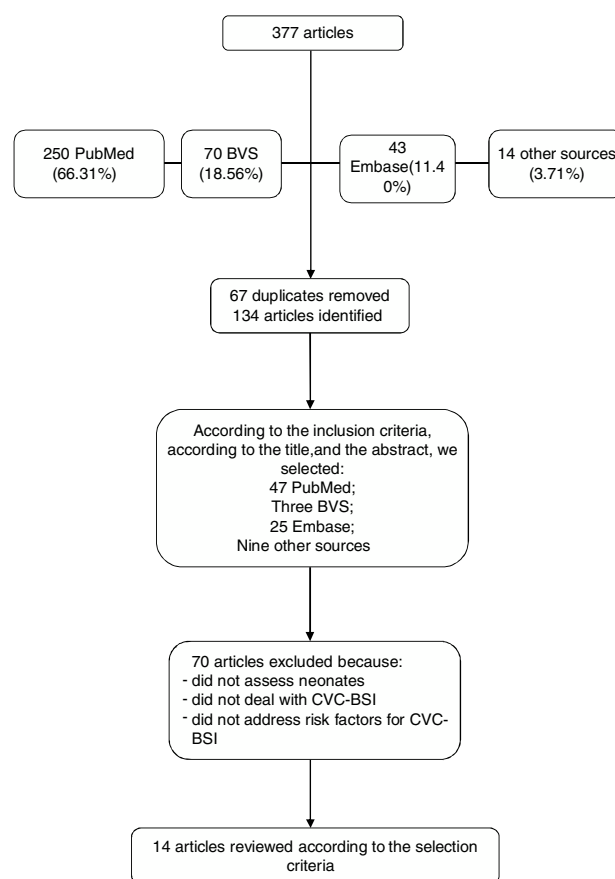 377 articles
250 PubMed
(66.31%)
70 BVS
(18.56%)
43
Embase(11.4
0%)
14 other sources
(3.71%)
67 duplicates removed
134 articles identified
According to the inclusion criteria,
according to the title,and the abstract, we
selected:
47 PubMed;
Three BVS;
25 Embase;
Nine other sources
70 articles excluded because:
- did not assess neonates
- did not deal with CVC-BSI
- did not address risk factors for CVC-
BSI
14 articles reviewed according to the selection
criteria